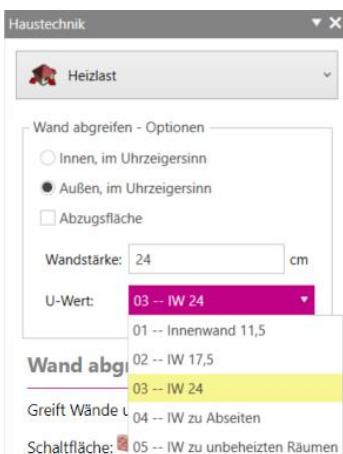 Haustechnik
Heizlast
Wand abgreifen - Optionen
Innen, im Uhrzeigersinn
Außen, im Uhrzeigersinn
Abzugsfläche
Wandstärke: 24 cm
U-Wert: 03 -- IW 24
01 -- Innenwand 11,5
02 -- IW 17,5
03 -- IW 24
04 -- IW zu Abseiten
05 -- IW zu unbeheizten Räumen
Wand abg
Greift Wände
Schaltfläche: